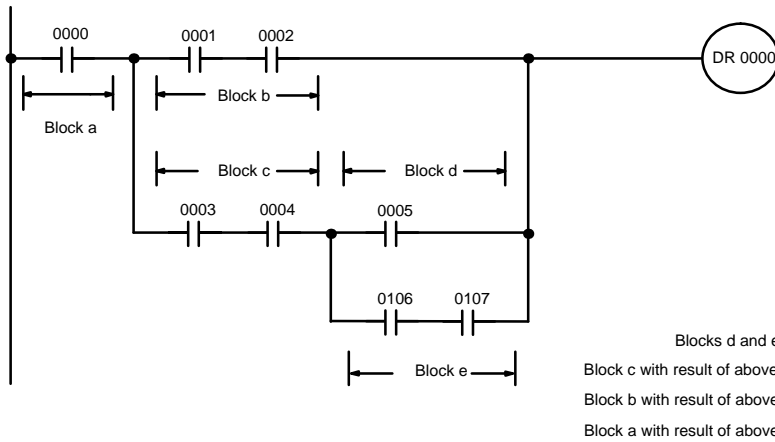 0000 0001 0002
DR 0000
Block b
Block a
Block c Block d
0003 0004 0005
0106 0107
Blocks d and e
Block e
Block c with result of above
Block b with result of above
Block a with result of above